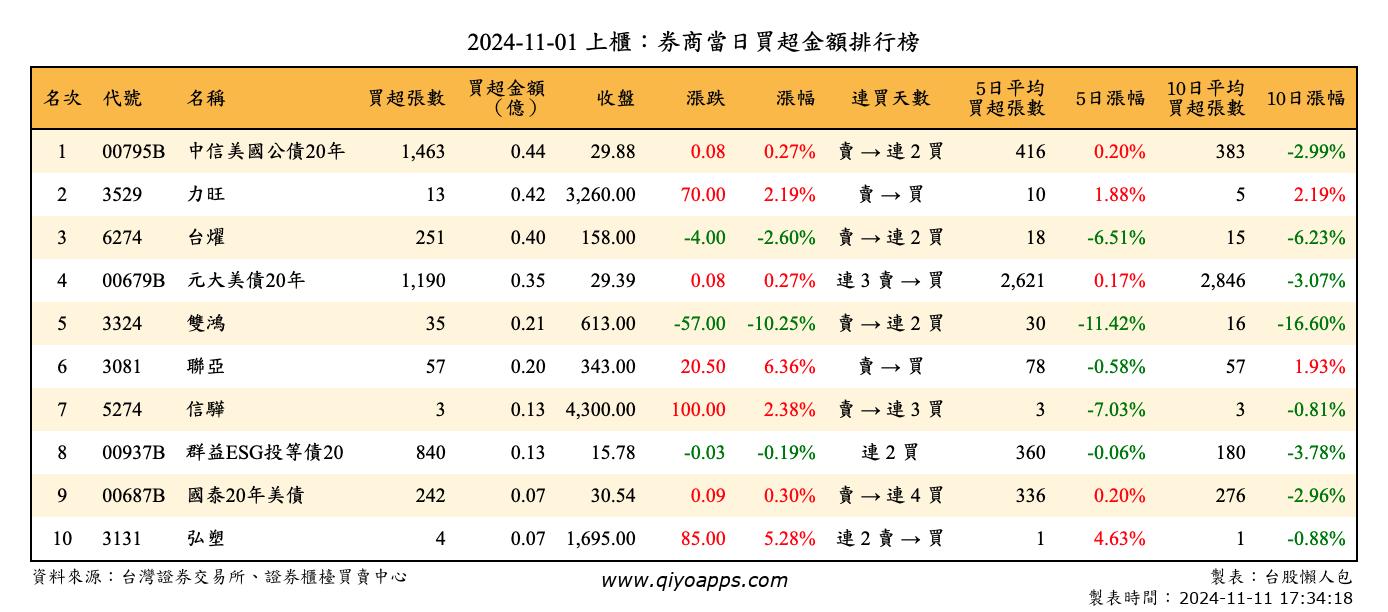 2024-11-01 上櫃：券商當日買超金額排行榜
名次 代號 名稱 買超張數 買超金額（億） 收盤 漲跌 漲幅 連買天數 5日平均買超張數 5日漲幅 10日平均買超張數 10日漲幅
1 00795B 中信美國公債20年 1,463 0.44 29.88 0.08 0.27% 賣 → 連 2 買 416 0.20% 383 -2.99%
2 3529 力旺 13 0.42 3,260.00 70.00 2.19% 賣 → 買 10 1.88% 5 2.19%
3 6274 台燿 251 0.40 158.00 -4.00 -2.60% 賣 → 連 2 買 18 -6.51% 15 -6.23%
4 00679B 元大美債20年 1,190 0.35 29.39 0.08 0.27% 連 3 賣 → 買 2,621 0.17% 2,846 -3.07%
5 3324 雙鴻 35 0.21 613.00 -57.00 -10.25% 賣 → 連 2 買 30 -11.42% 16 -16.60%
6 3081 聯亞 57 0.20 343.00 20.50 6.36% 賣 → 買 78 -0.58% 57 1.93%
7 5274 信驊 3 0.13 4,300.00 100.00 2.38% 賣 → 連 3 買 3 -7.03% 3 -0.81%
8 00937B 群益ESG投等債20 840 0.13 15.78 -0.03 -0.19% 連 2 買 360 -0.06% 180 -3.78%
9 00687B 國泰20年美債 242 0.07 30.54 0.09 0.30% 賣 → 連 4 買 336 0.20% 276 -2.96%
10 3131 弘塑 4 0.07 1,695.00 85.00 5.28% 連 2 賣 → 買 1 4.63% 1 -0.88%
資料來源：台灣證券交易所、證券櫃檯買賣中心 www.qiyoapps.com 製表：台股懶人包
製表時間：2024-11-11 17:34:18